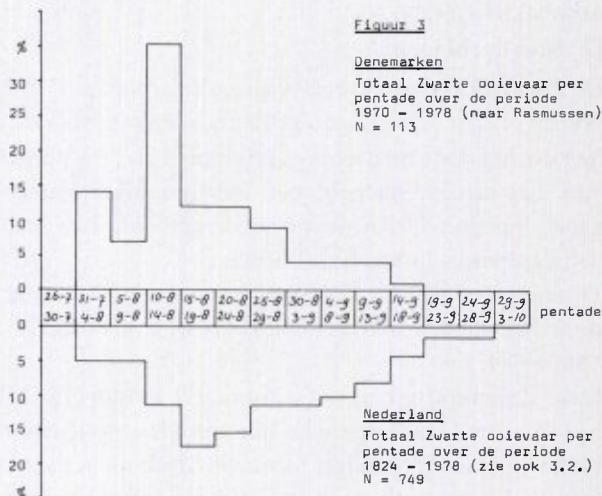 Figuur 3
Denemarken
Totaal Zwarte ooievaar per
pentade over de periode
1970 - 1978 (naar Rasmussen)
N = 113
%
30
25
20
15
10
5
0
26-7 31-7 5-8 10-8 15-8 20-8 25-8 30-8 4-9 9-9 14-9 19-9 24-9 29-9
30-7 4-8 9-8 14-8 19-8 24-8 29-8 3-9 8-9 13-9 18-9 23-9 28-9 3-10
pentade
0
5
10
15
20
%
Nederland
Totaal Zwarte ooievaar per
pentade over de periode
1824 - 1978 (zie ook 3.2.)
N = 749